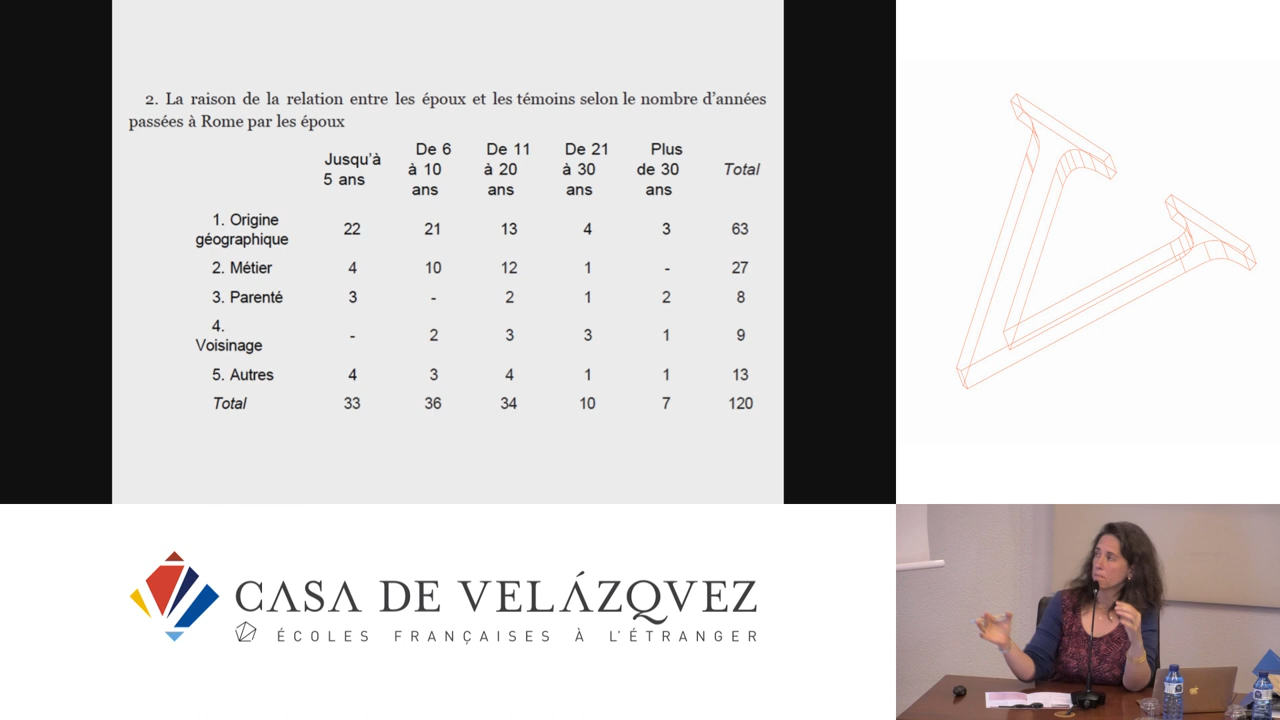 2. La raison de la relation entre les époux et les témoins selon le nombre d'années
passées à Rome par les époux
Jusqu'à 5 ans De 6 à 10 ans De 11 à 20 ans De 21 à 30 ans Plus de 30 ans Total
1. Origine géographique 22 21 13 4 3 63
2. Métier 4 10 12 1 - 27
3. Parenté 3 - 2 1 2 8
4. Voisinage - 2 3 3 1 9
5. Autres 4 3 4 1 1 13
Total 33 36 34 10 7 120
CASA DE VELÁZQVEZ
ÉCOLES FRANÇAISES À L'ÉTRANGER